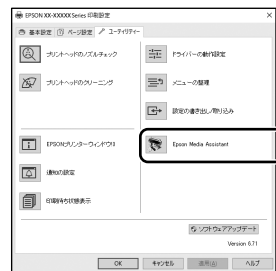 EPSON XX-XXXXX Series 印刷設定
基本設定 ページ設定 ユーティリティー
プリントヘッドのノズルチェック
ドライバーの動作設定
プリントヘッドのクリーニング
メニューの整理
設定の書き出し/取り込み
EPSONプリンターウィンドウ!3
Epson Media Assistant
通知の設定
印刷待ち状態表示
ソフトウェアアップデート
Version 6.71
OK キャンセル 適用(A) ヘルプ